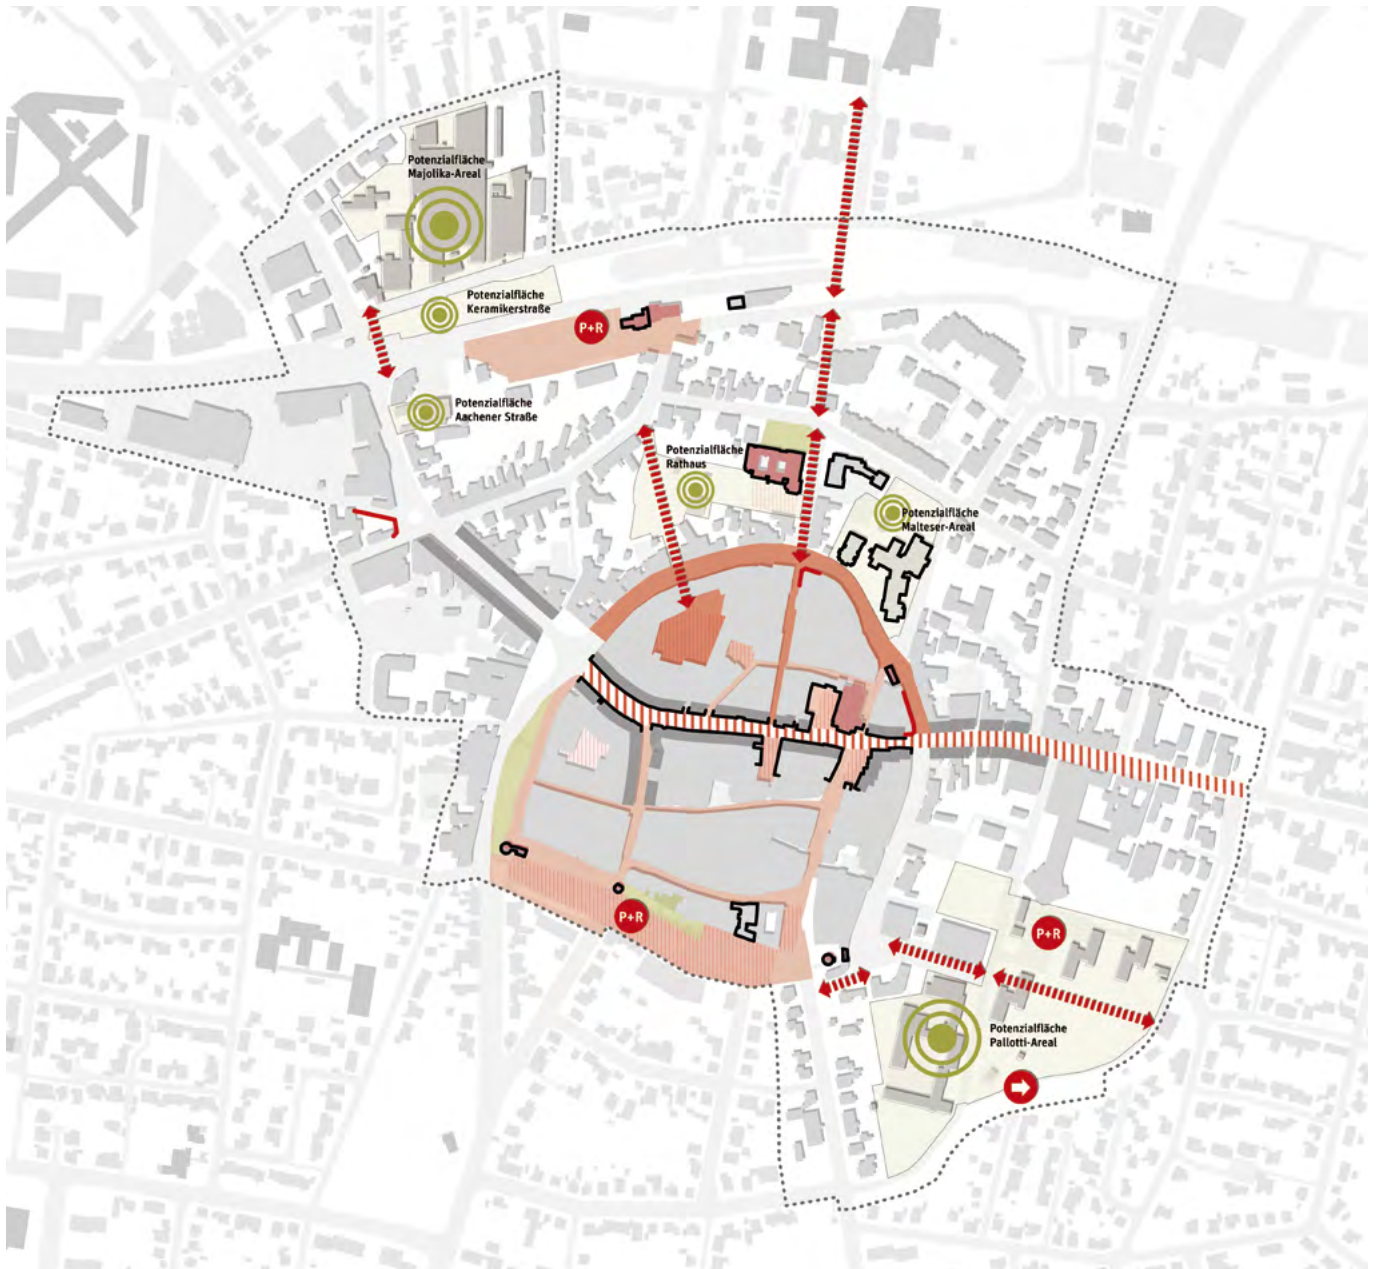 Potenzialfläche
Majolika-Areal
Potenzialfläche
Keramikerstraße
P+R
Potenzialfläche
Aachener Straße
Potenzialfläche
Rathaus
Potenzialfläche
Malteser-Areal
P+R
P+R
Potenzialfläche
Pallotti-Areal